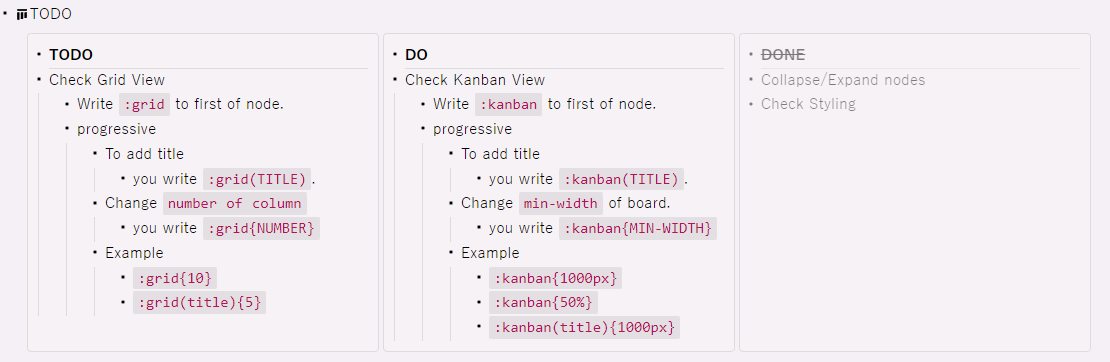 TODO
TODO
Check Grid View
Write :grid to first of node.
progressive
To add title
you write :grid(TITLE).
Change number of column
you write :grid{NUMBER}
Example
:grid{10}
:grid(title){5}
DO
Check Kanban View
Write :kanban to first of node.
progressive
To add title
you write :kanban(TITLE).
Change min-width of board.
you write :kanban{MIN-WIDTH}
Example
:kanban{1000px}
:kanban{50%}
:kanban(title){1000px}
DONE
Collapse/Expand nodes
Check Styling